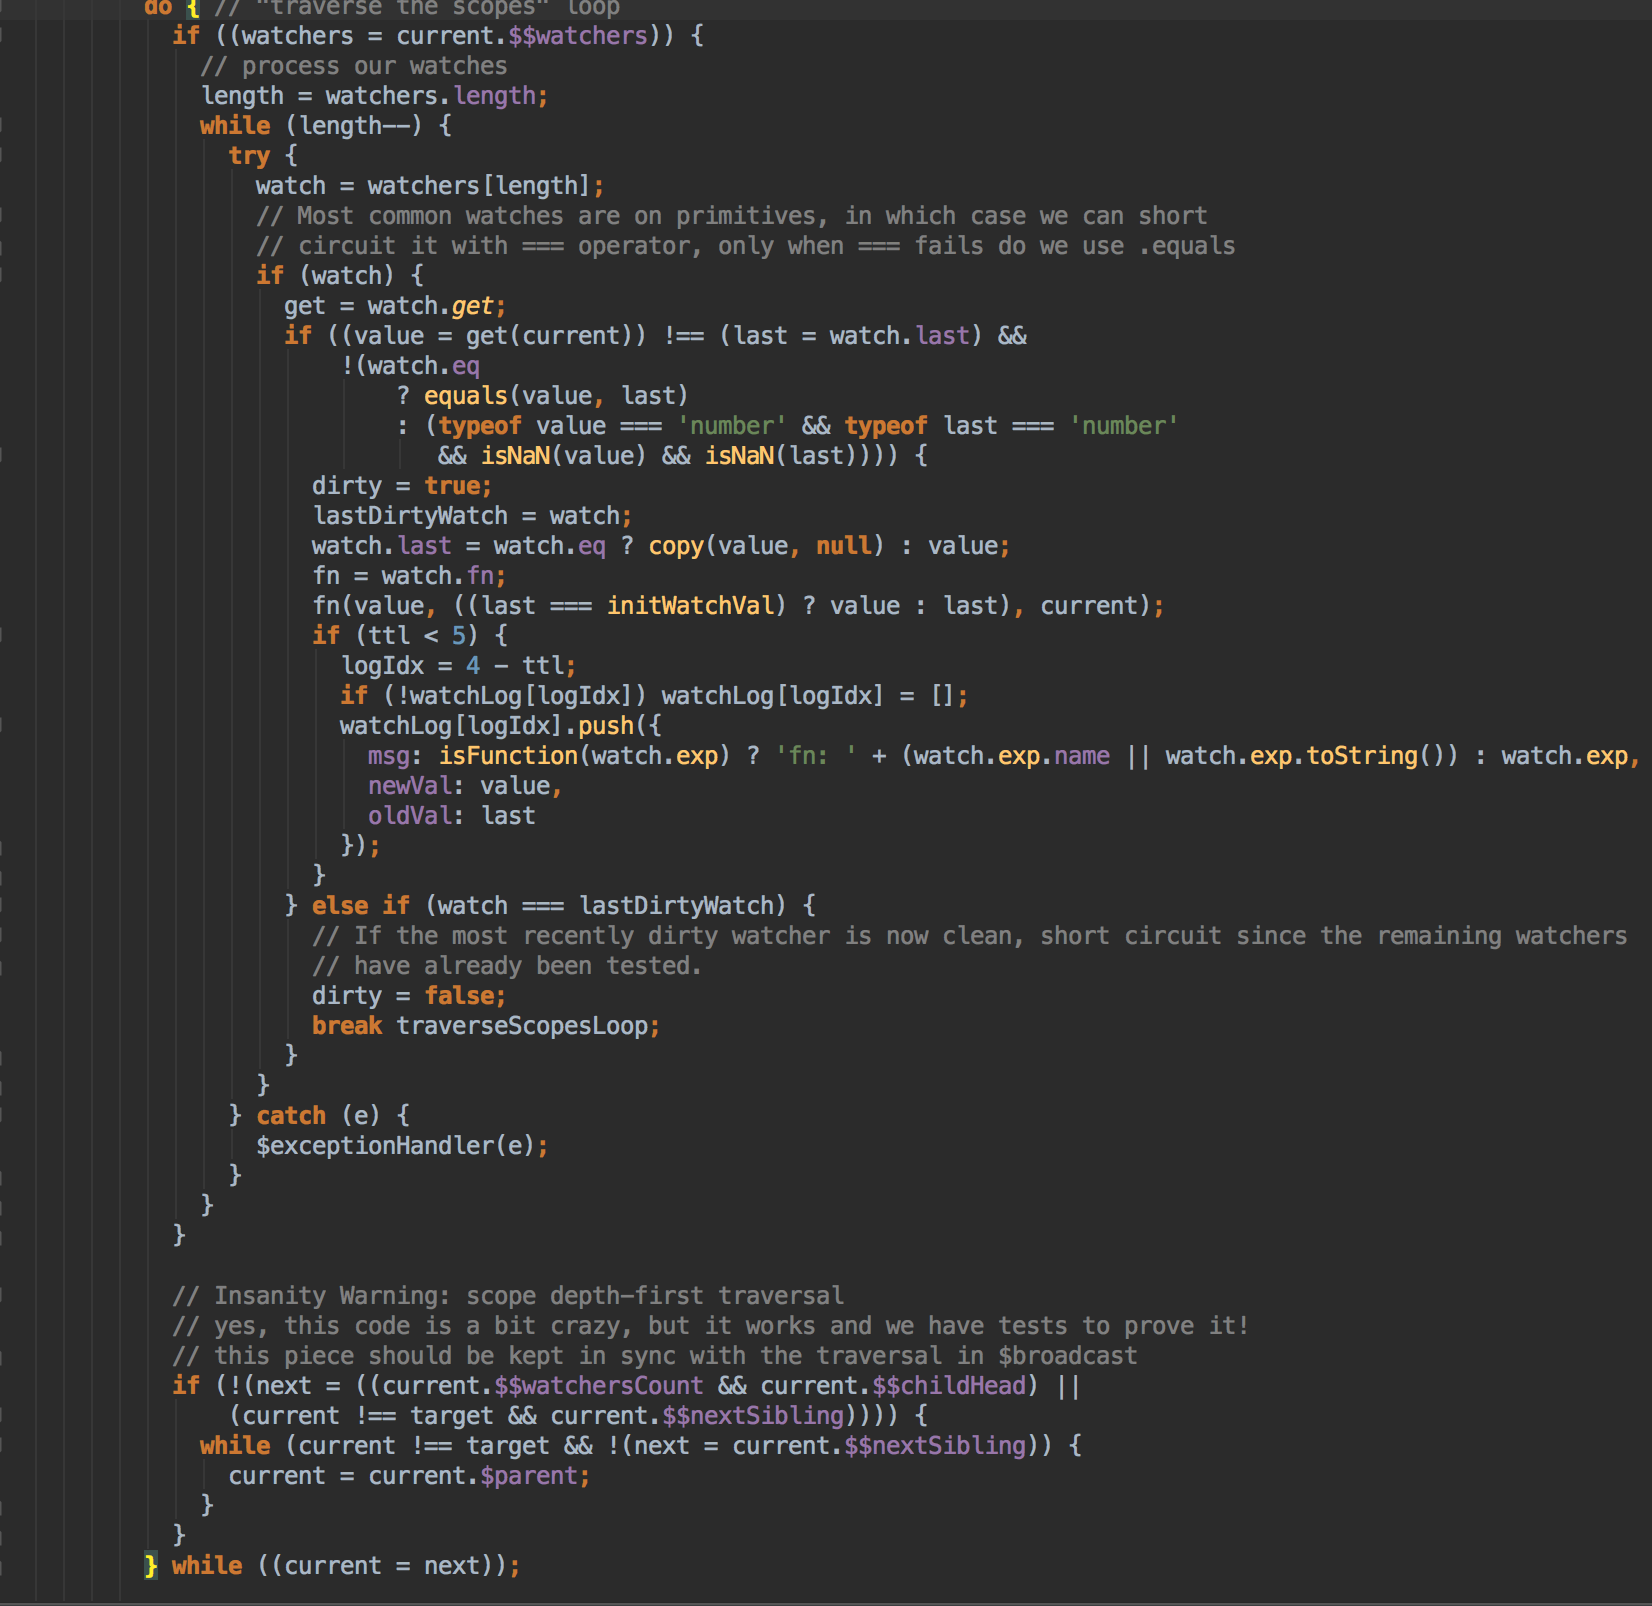 do { // "traverse the scopes" loop
if ((watchers = current.$$watchers)) {
// process our watches
length = watchers.length;
while (length--) {
try {
watch = watchers[length];
// Most common watches are on primitives, in which case we can short
// circuit it with === operator, only when === fails do we use .equals
if (watch) {
get = watch.get;
if ((value = get(current)) !== (last = watch.last) &&
!(watch.eq
? equals(value, last)
: (typeof value === 'number' && typeof last === 'number'
&& isNaN(value) && isNaN(last)))) {
dirty = true;
lastDirtyWatch = watch;
watch.last = watch.eq ? copy(value, null) : value;
fn = watch.fn;
fn(value, ((last === initWatchVal) ? value : last), current);
if (ttl < 5) {
logIdx = 4 - ttl;
if (!watchLog[logIdx]) watchLog[logIdx] = [];
watchLog[logIdx].push({
msg: isFunction(watch.exp) ? 'fn: ' + (watch.exp.name || watch.exp.toString()) : watch.exp,
newVal: value,
oldVal: last
});
}
} else if (watch === lastDirtyWatch) {
// If the most recently dirty watcher is now clean, short circuit since the remaining watchers
// have already been tested.
dirty = false;
break traverseScopesLoop;
}
}
} catch (e) {
$exceptionHandler(e);
}
}
}
// Insanity Warning: scope depth-first traversal
// yes, this code is a bit crazy, but it works and we have tests to prove it!
// this piece should be kept in sync with the traversal in $broadcast
if (!(next = ((current.$$watchersCount && current.$$childHead) ||
(current !== target && current.$$nextSibling)))) {
while (current !== target && !(next = current.$$nextSibling)) {
current = current.$parent;
}
}
} while ((current = next));